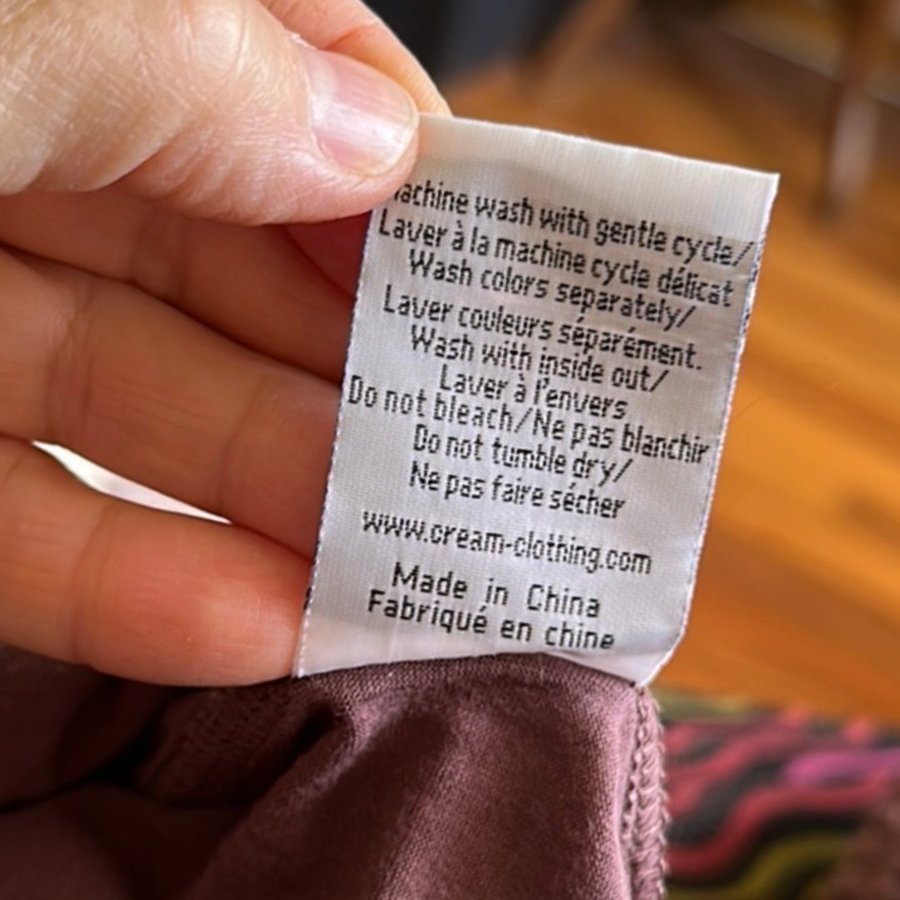 achine wash with gentle cycle/
Laver à la machine cycle délicat
Wash colors separately/
Laver couleurs séparément.
Wash with inside out/
Laver à l'envers
Do not bleach/Ne pas blanchir
Do not tumble dry/
Ne pas faire sécher
www.cream-clothing.com
Made in China
Fabriqué en chine